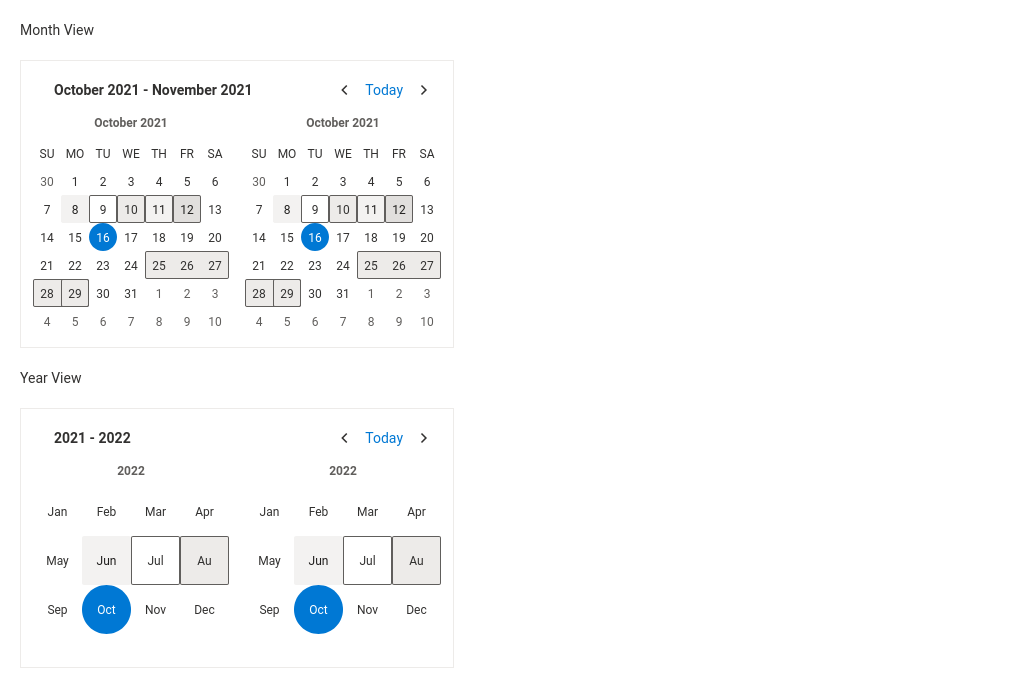 Month View
October 2021 - November 2021 Today
October 2021 October 2021
SU MO TU WE TH FR SA SU MO TU WE TH FR SA
30 1 2 3 4 5 6 30 1 2 3 4 5 6
7 8 9 10 11 12 13 7 8 9 10 11 12 13
14 15 16 17 18 19 20 14 15 16 17 18 19 20
21 22 23 24 25 26 27 21 22 23 24 25 26 27
28 29 30 31 1 2 3 28 29 30 31 1 2 3
4 5 6 7 8 9 10 4 5 6 7 8 9 10
Year View
2021 - 2022 Today
2022 2022
Jan Feb Mar Apr Jan Feb Mar Apr
May Jun Jul Au May Jun Jul Au
Sep Oct Nov Dec Sep Oct Nov Dec